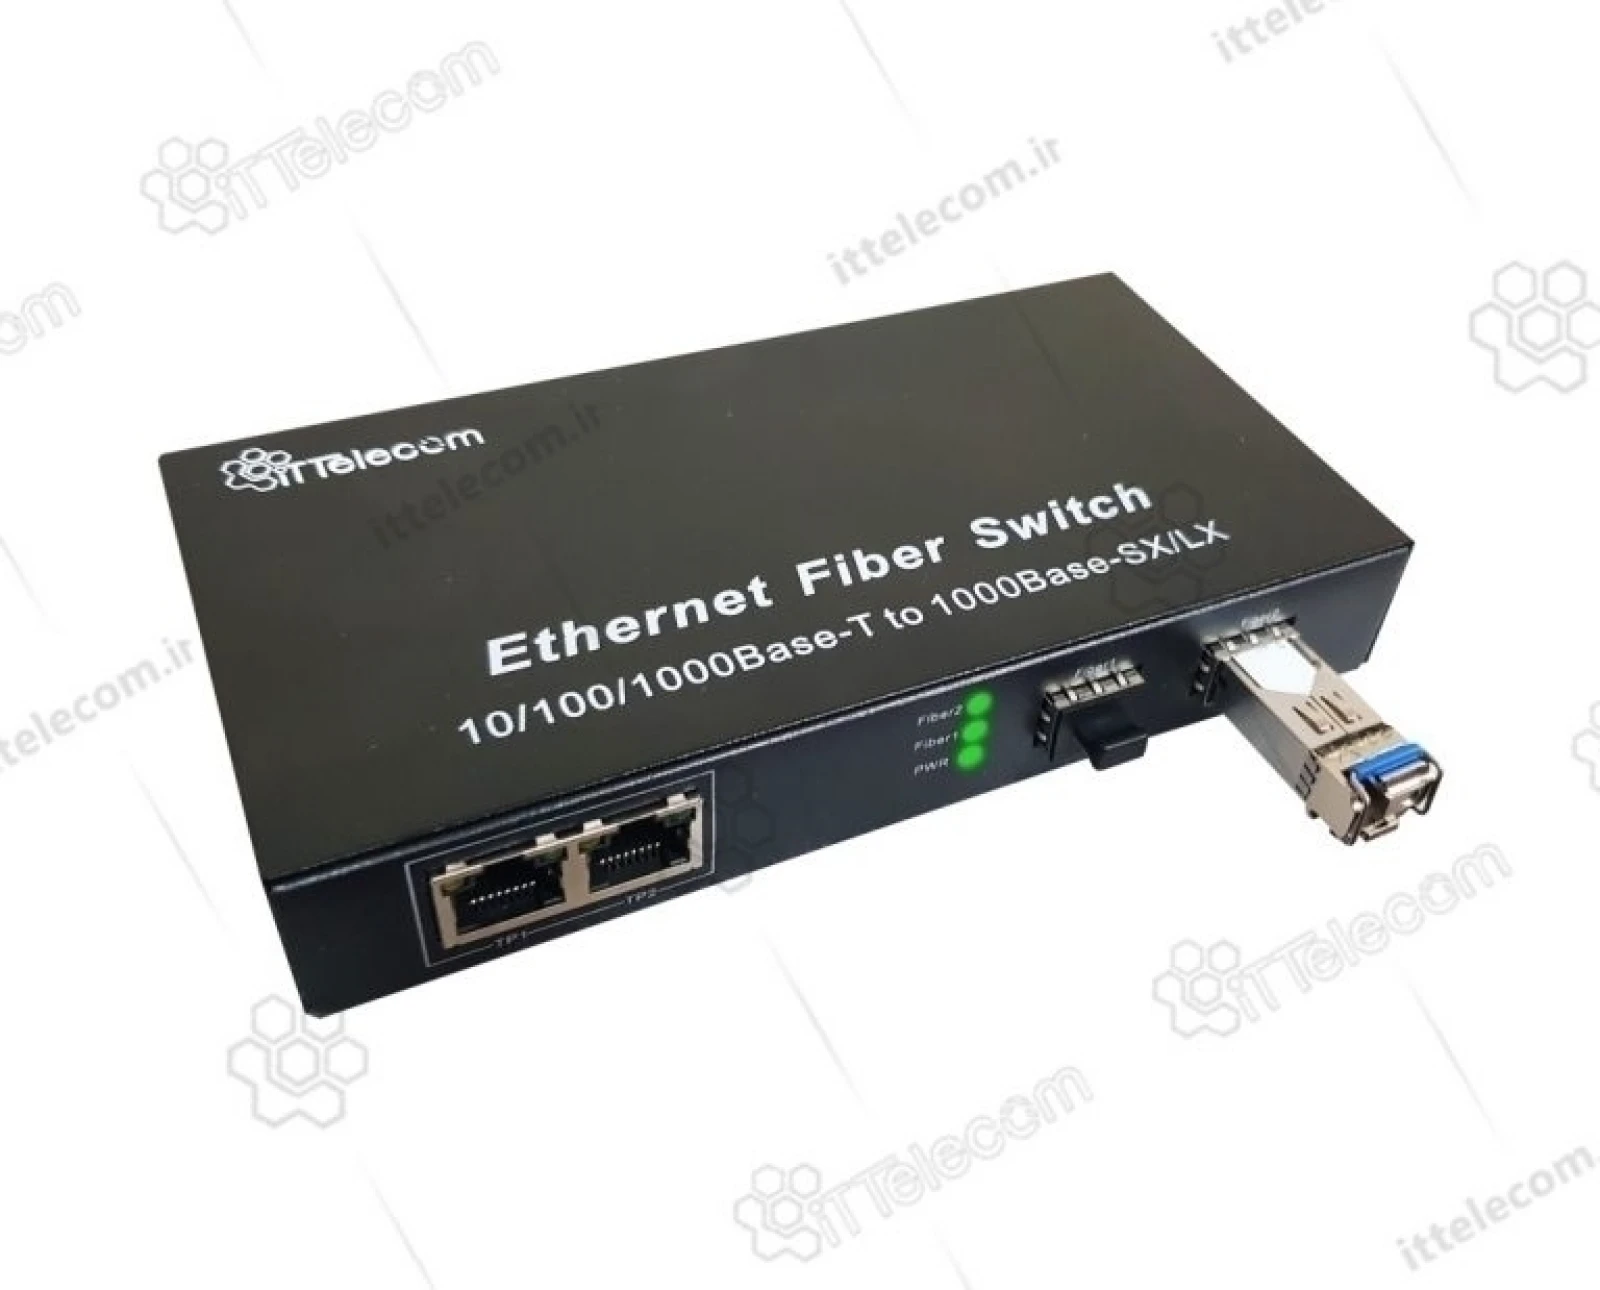 iTTelecom
ittelecom.ir
ittelecom.ir
iTTelecom
ittelecom.ir
Ethernet Fiber Switch
10/100/1000Base-T to 1000Base-SX/LX
Fiber1
Fiber2
Fiber1
PWR
TP1
TP2
iTTelecom
iTTelecom
ittelecom.ir